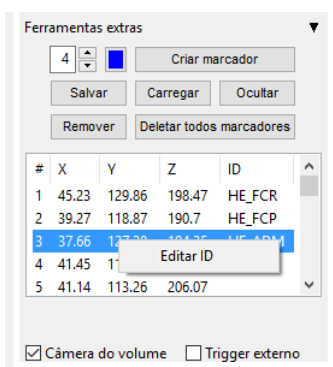 Ferramentas extras
4 Criar marcador
Salvar Carregar Ocultar
Remover Deletar todos marcadores
# X Y Z ID
1 45.23 129.86 198.47 HE_FCR
2 39.27 118.87 190.7 HE_FCP
3 37.66
Editar ID
4 41.45
5 41.14 113.26 206.07
Câmera do volume Trigger externo